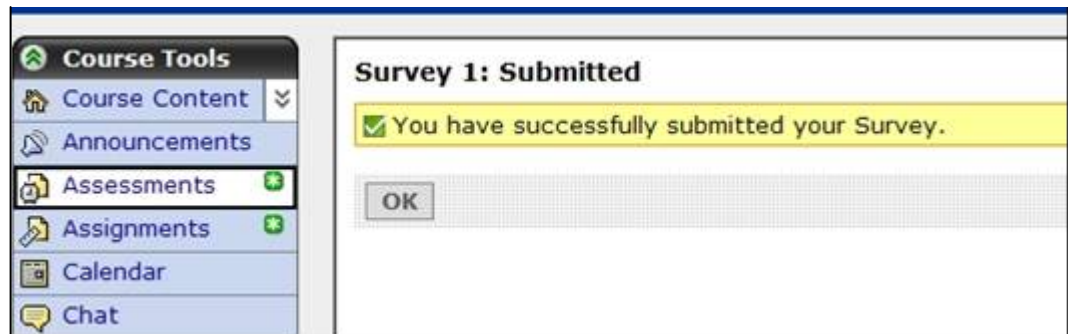 Course Tools
Course Content
Announcements
Assessments
Assignments
Calendar
Chat
Survey 1: Submitted
You have successfully submitted your Survey.
OK